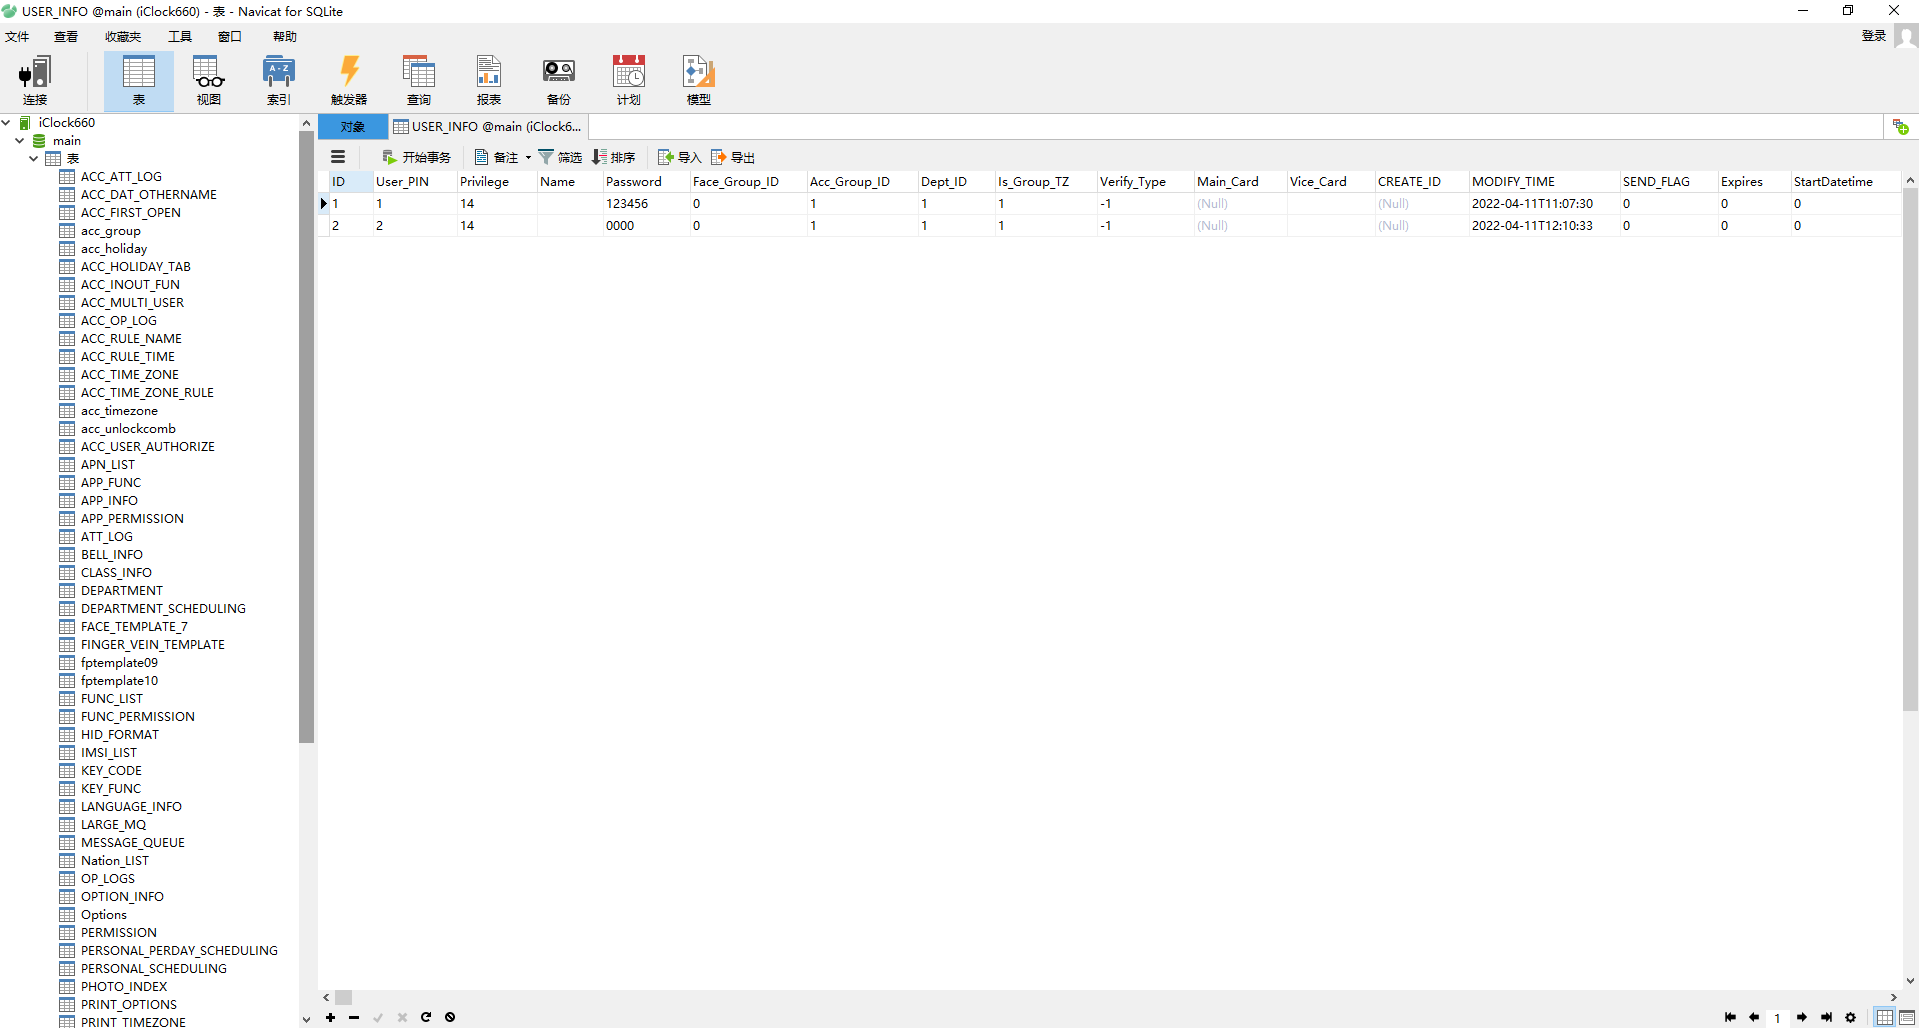 USER_INFO @main (iClock660) - 表 - Navicat for SQLite
文件 查看 收藏夹 工具 窗口 帮助 登录
连接 表 视图 索引 触发器 查询 报表 备份 计划 模型
iClock660
main
表
ACC_ATT_LOG
ACC_DAT_OTHERNAME
ACC_FIRST_OPEN
acc_group
acc_holiday
ACC_HOLIDAY_TAB
ACC_INOUT_FUN
ACC_MULTI_USER
ACC_OP_LOG
ACC_RULE_NAME
ACC_RULE_TIME
ACC_TIME_ZONE
ACC_TIME_ZONE_RULE
acc_timezone
acc_unlockcomb
ACC_USER_AUTHORIZE
APN_LIST
APP_FUNC
APP_INFO
APP_PERMISSION
ATT_LOG
BELL_INFO
CLASS_INFO
DEPARTMENT
DEPARTMENT_SCHEDULING
FACE_TEMPLATE_7
FINGER_VEIN_TEMPLATE
fptemplate09
fptemplate10
FUNC_LIST
FUNC_PERMISSION
HID_FORMAT
IMSI_LIST
KEY_CODE
KEY_FUNC
LANGUAGE_INFO
LARGE_MQ
MESSAGE_QUEUE
Nation_LIST
OP_LOGS
OPTION_INFO
Options
PERMISSION
PERSONAL_PERDAY_SCHEDULING
PERSONAL_SCHEDULING
PHOTO_INDEX
PRINT_OPTIONS
PRINT_TIMEZONE
对象 USER_INFO @main (iClock6...
开始事务 备注 筛选 排序 导入 导出
ID User_PIN Privilege Name Password Face_Group_ID Acc_Group_ID Dept_ID Is_Group_TZ Verify_Type Main_Card Vice_Card CREATE_ID MODIFY_TIME SEND_FLAG Expires StartDatetime
1 1 14 123456 0 1 1 1 -1 (Null) (Null) 2022-04-11T11:07:30 0 0 0
2 2 14 0000 0 1 1 1 -1 (Null) (Null) 2022-04-11T12:10:33 0 0 0
1